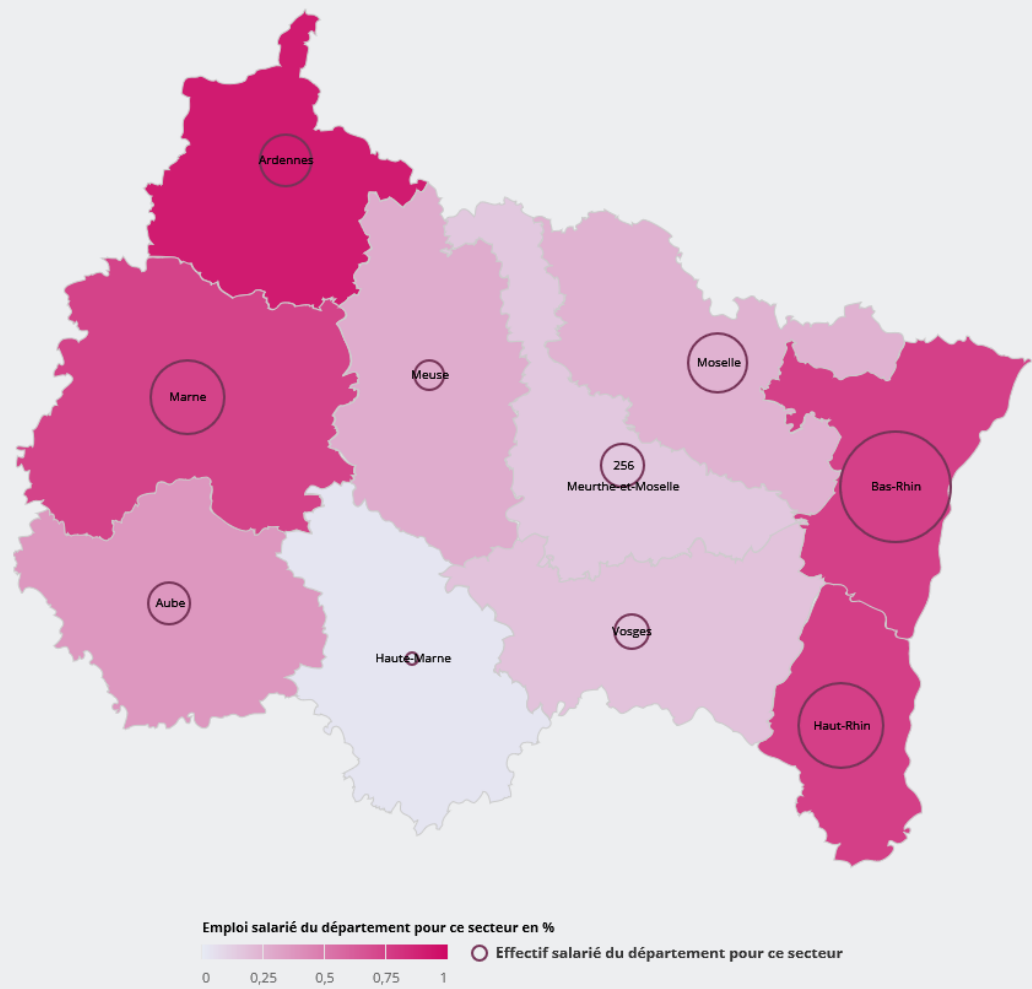 Ardennes
Moselle
Meuse
Marne
256
Meurthe-et-Moselle
Bas-Rhin
Aube
Vosges
Haute-Marne
Haut-Rhin
Emploi salarié du département pour ce secteur en %
Effectif salarié du département pour ce secteur
0 0,25 0,5 0,75 1